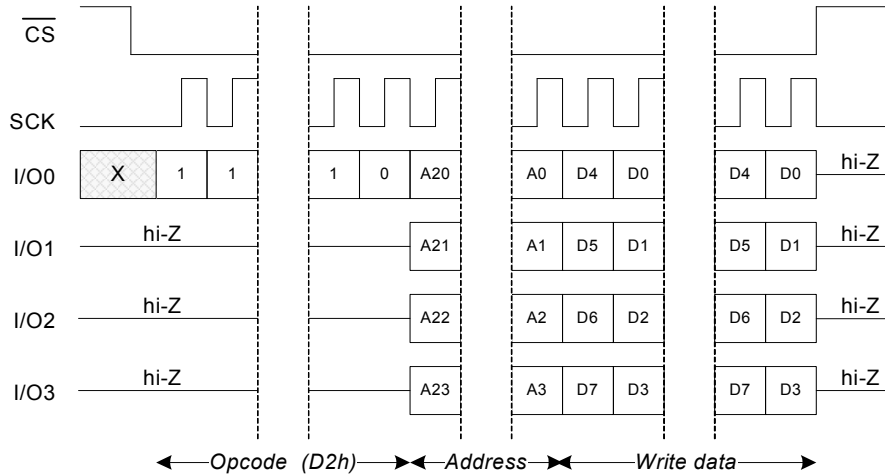 CS
SCK
I/O0 X 1 1 1 0 A20 A0 D4 D0 D4 D0 hi-Z
hi-Z
I/O1 A21 A1 D5 D1 D5 D1 hi-Z
hi-Z
I/O2 A22 A2 D6 D2 D6 D2 hi-Z
hi-Z
I/O3 A23 A3 D7 D3 D7 D3 hi-Z
Opcode (D2h) Address Write data